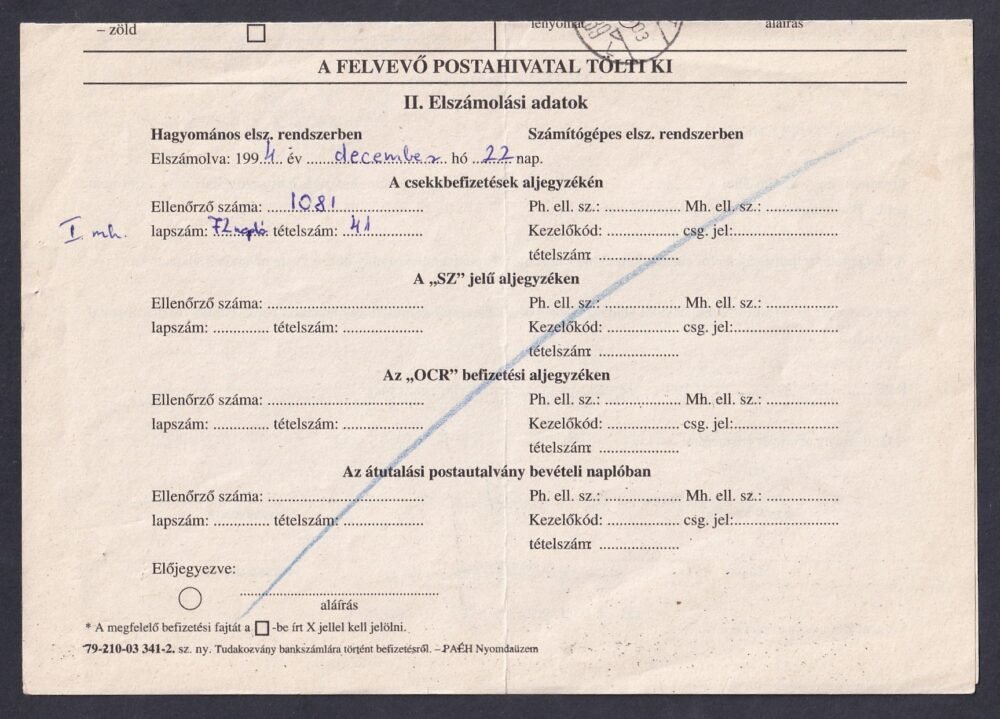 – zöld
lenyomat aláírás
03
A FELVEVŐ POSTAHIVATAL TÖLTI KI
II. Elszámolási adatok
Hagyományos elsz. rendszerben Számítógépes elsz. rendszerben
Elszámolva: 1994 év december hó 22 nap.
A csekkbefizetések aljegyzékén
Ellenőrző száma: 1081 Ph. ell. sz.: .................... Mh. ell. sz.: ....................
I. mh. lapszám: 72 napló tételszám: 41 Kezelőkód: .................... csg. jel:....................
tételszám: ....................
A „SZ” jelű aljegyzéken
Ellenőrző száma: .................... Ph. ell. sz.: .................... Mh. ell. sz.: ....................
lapszám: .............. tételszám: .................... Kezelőkód: .................... csg. jel:....................
tételszám: ....................
Az „OCR” befizetési aljegyzéken
Ellenőrző száma: .................... Ph. ell. sz.: .................... Mh. ell. sz.: ....................
lapszám: .............. tételszám: .................... Kezelőkód: .................... csg. jel:....................
tételszám: ....................
Az átutalási postautalvány bevételi naplóban
Ellenőrző száma: .................... Ph. ell. sz.: .................... Mh. ell. sz.: ....................
lapszám: .............. tételszám: .................... Kezelőkód: .................... csg. jel:....................
tételszám: ....................
Előjegyezve:
..................................................
aláírás
* A megfelelő befizetési fajtát a □ -be írt X jellel kell jelölni.
79-210-03 341-2. sz. ny. Tudakozvány bankszámlára történt befizetésről. – PAÉH Nyomdaüzem